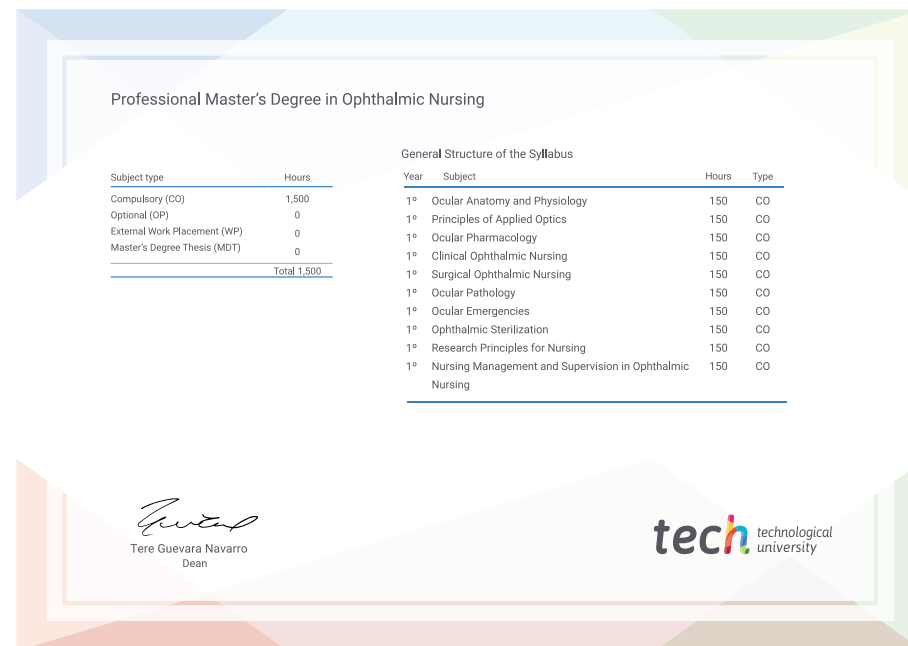 Professional Master's Degree in Ophthalmic Nursing
Subject type Hours
Compulsory (CO) 1,500
Optional (OP) 0
External Work Placement (WP) 0
Master's Degree Thesis (MDT) 0
Total 1,500
General Structure of the Syllabus
Year Subject Hours Type
1º Ocular Anatomy and Physiology 150 CO
1º Principles of Applied Optics 150 CO
1º Ocular Pharmacology 150 CO
1º Clinical Ophthalmic Nursing 150 CO
1º Surgical Ophthalmic Nursing 150 CO
1º Ocular Pathology 150 CO
1º Ocular Emergencies 150 CO
1º Ophthalmic Sterilization 150 CO
1º Research Principles for Nursing 150 CO
1º Nursing Management and Supervision in Ophthalmic 150 CO
Nursing
Tere Guevara Navarro
Dean
tech technological
university